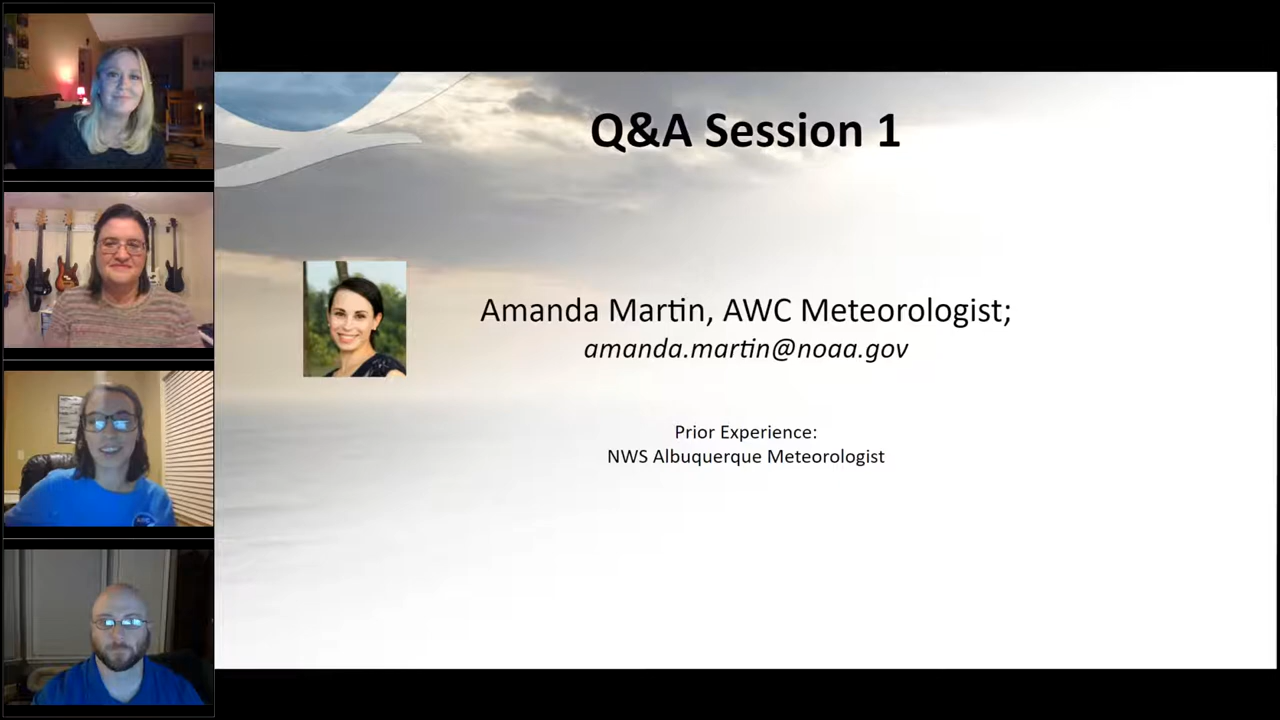 Q&A Session 1
Amanda Martin, AWC Meteorologist;
amanda.martin@noaa.gov
Prior Experience:
NWS Albuquerque Meteorologist